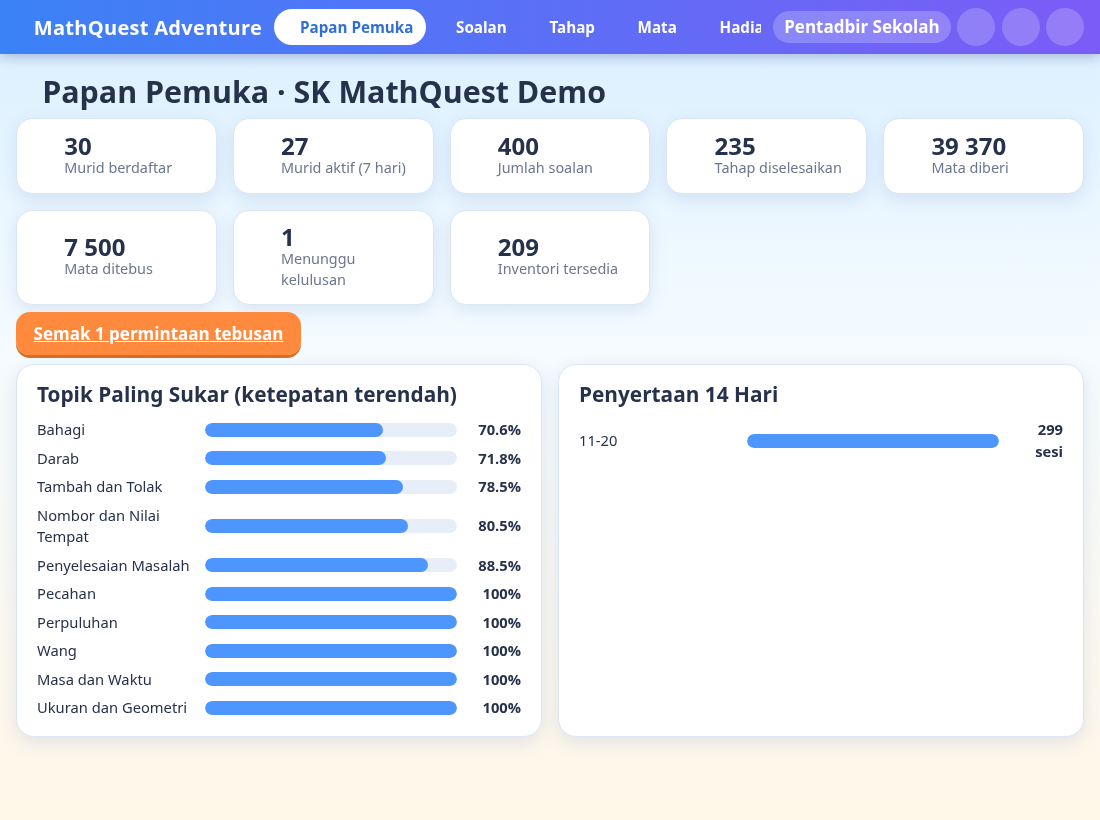 MathQuest Adventure
Papan Pemuka
Soalan
Tahap
Mata
Hadia
Pentadbir Sekolah
Papan Pemuka · SK MathQuest Demo
30
Murid berdaftar
27
Murid aktif (7 hari)
400
Jumlah soalan
235
Tahap diselesaikan
39 370
Mata diberi
7 500
Mata ditebus
1
Menunggu
kelulusan
209
Inventori tersedia
Semak 1 permintaan tebusan
Topik Paling Sukar (ketepatan terendah)
Bahagi 70.6%
Darab 71.8%
Tambah dan Tolak 78.5%
Nombor dan Nilai
Tempat 80.5%
Penyelesaian Masalah 88.5%
Pecahan 100%
Perpuluhan 100%
Wang 100%
Masa dan Waktu 100%
Ukuran dan Geometri 100%
Penyertaan 14 Hari
11-20 299
sesi